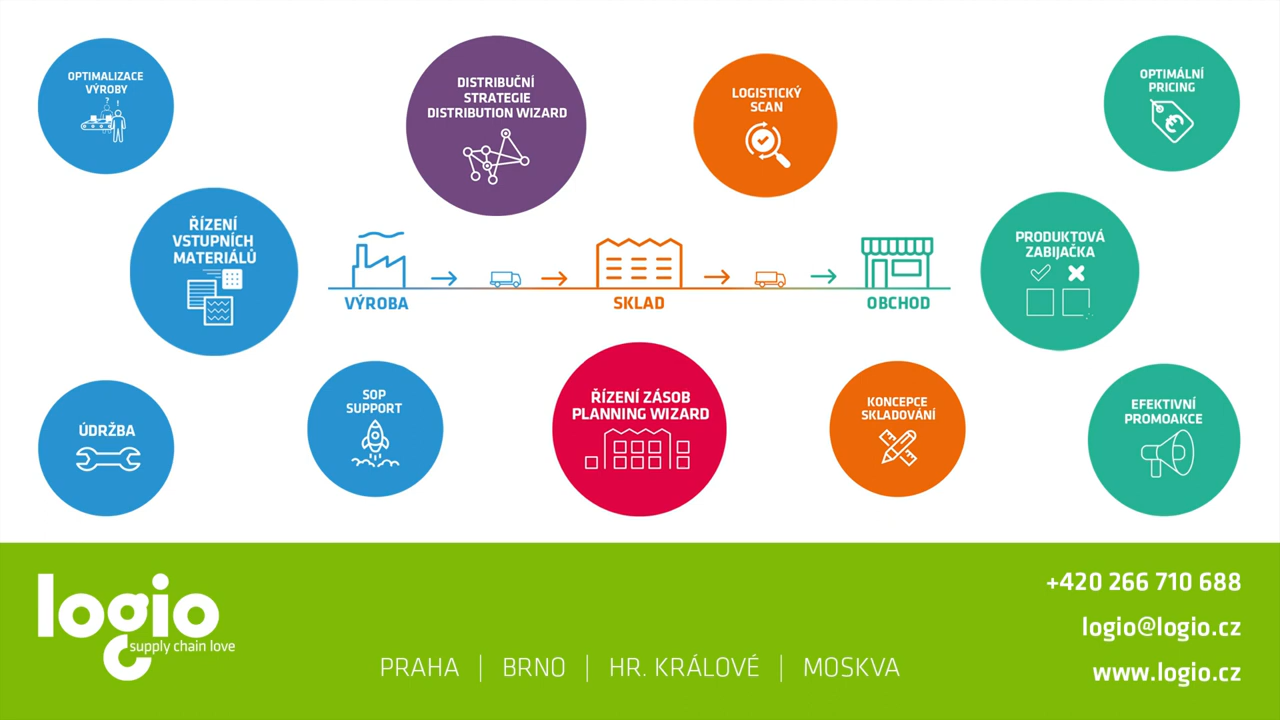 OPTIMALIZACE
VÝROBY
DISTRIBUČNÍ
STRATEGIE
DISTRIBUTION WIZARD
LOGISTICKÝ
SCAN
OPTIMÁLNÍ
PRICING
ŘÍZENÍ
VSTUPNÍCH
MATERIÁLŮ
PRODUKTOVÁ
ZABIJAČKA
VÝROBA
SKLAD
OBCHOD
ÚDRŽBA
SOP
SUPPORT
ŘÍZENÍ ZÁSOB
PLANNING WIZARD
KONCEPCE
SKLADOVÁNÍ
EFEKTIVNÍ
PROMOAKCE
logio
supply chain love
PRAHA | BRNO | HR. KRÁLOVÉ | MOSKVA
+420 266 710 688
logio@logio.cz
www.logio.cz